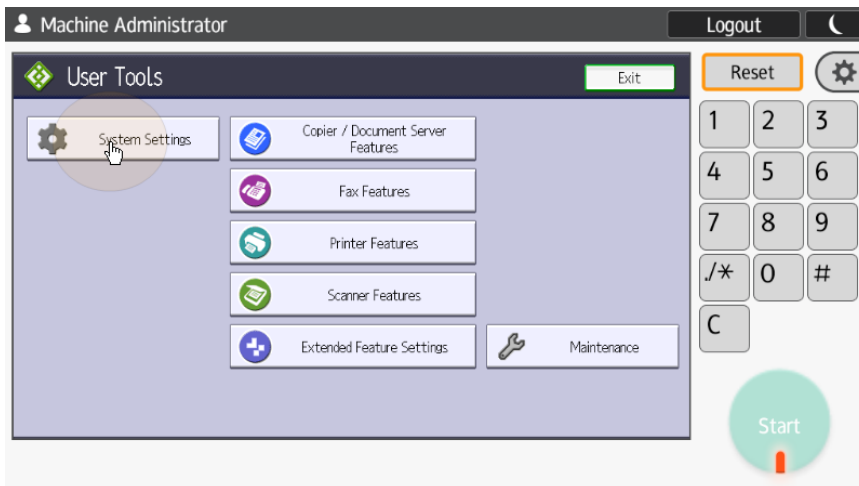 Machine Administrator
Logout
User Tools
Exit
Reset
System Settings
Copier / Document Server
Features
Fax Features
Printer Features
Scanner Features
Extended Feature Settings
Maintenance
1 2 3
4 5 6
7 8 9
./* 0 #
C
Start